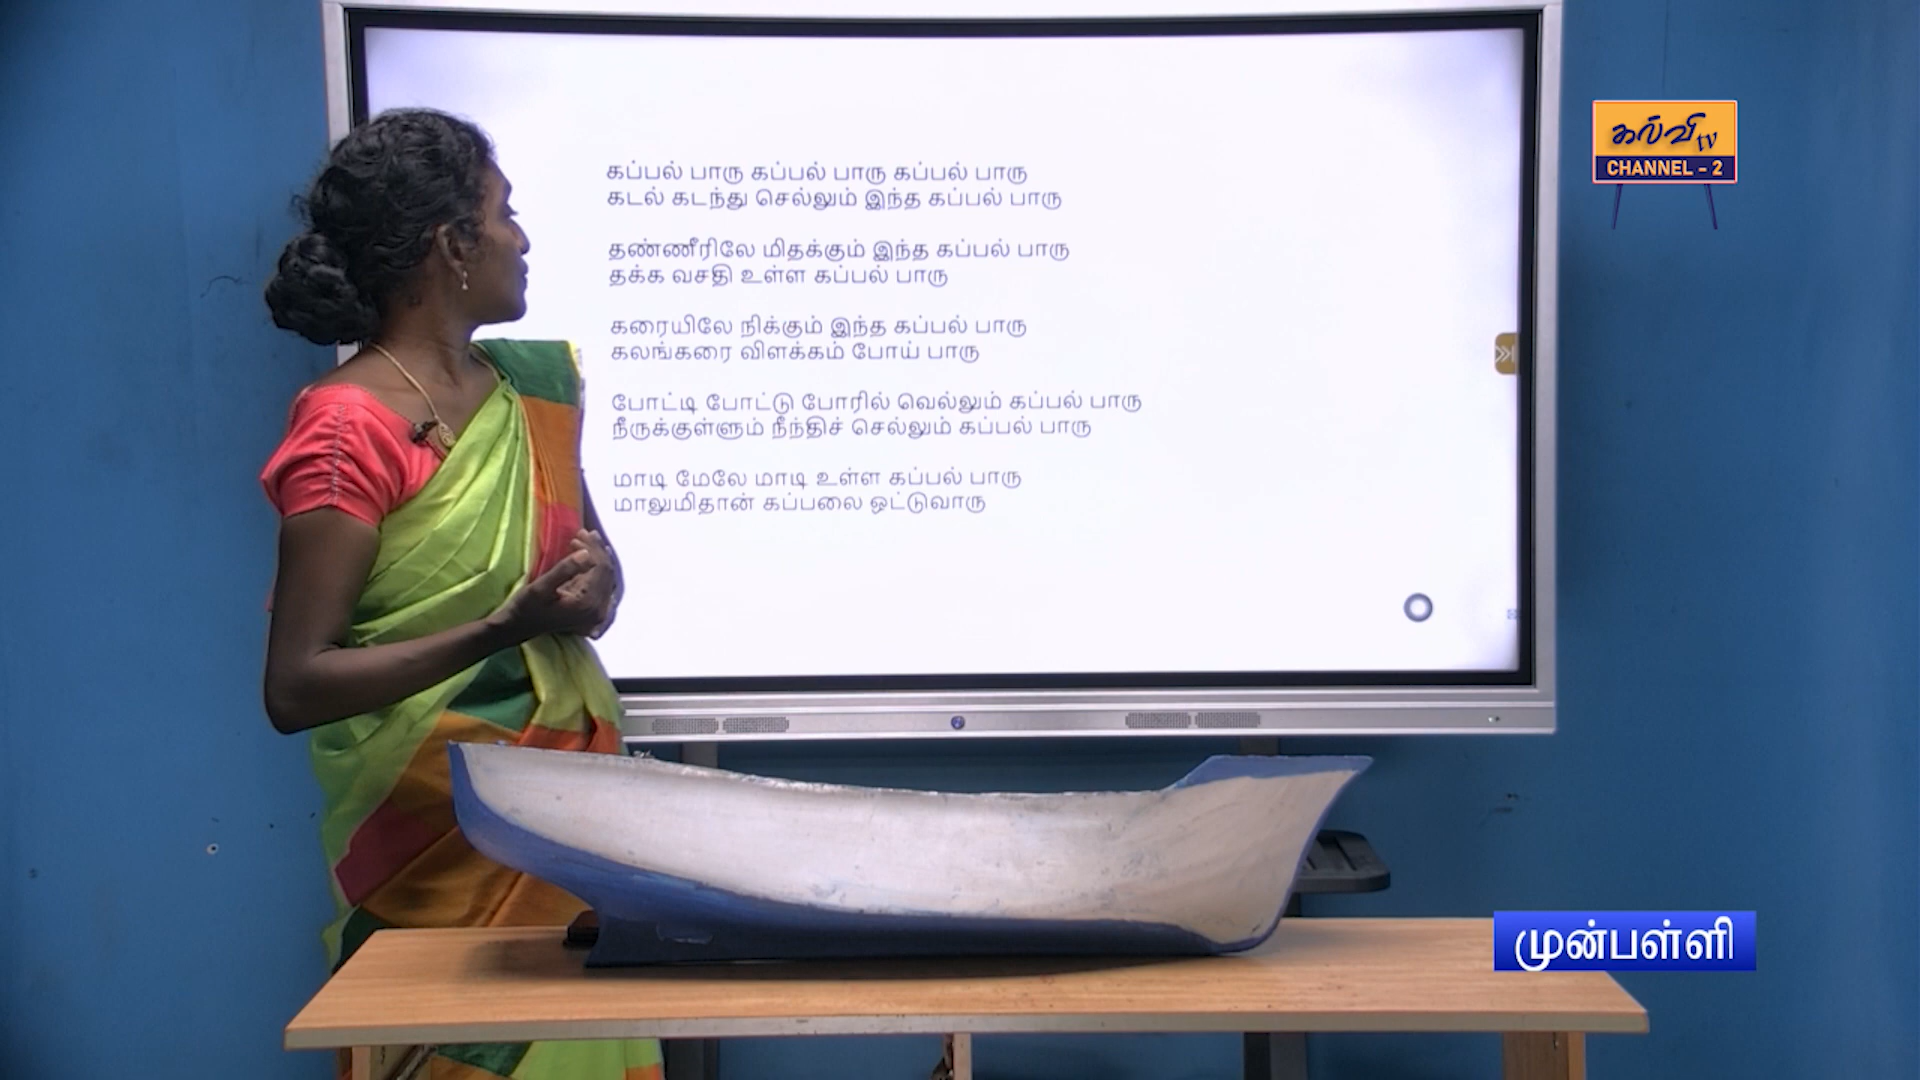 கப்பல் பாரு கப்பல் பாரு கப்பல் பாரு
கடல் கடந்து செல்லும் இந்த கப்பல் பாரு
தண்ணீரிலே மிதக்கும் இந்த கப்பல் பாரு
தக்க வசதி உள்ள கப்பல் பாரு
கரையிலே நிக்கும் இந்த கப்பல் பாரு
கலங்கரை விளக்கம் போய் பாரு
போட்டி போட்டு போரில் வெல்லும் கப்பல் பாரு
நீருக்குள்ளும் நீந்திச் செல்லும் கப்பல் பாரு
மாடி மேலே மாடி உள்ள கப்பல் பாரு
மாலுமிதான் கப்பலை ஒட்டுவாரு
கல்வி tv
CHANNEL - 2
முன்பள்ளி